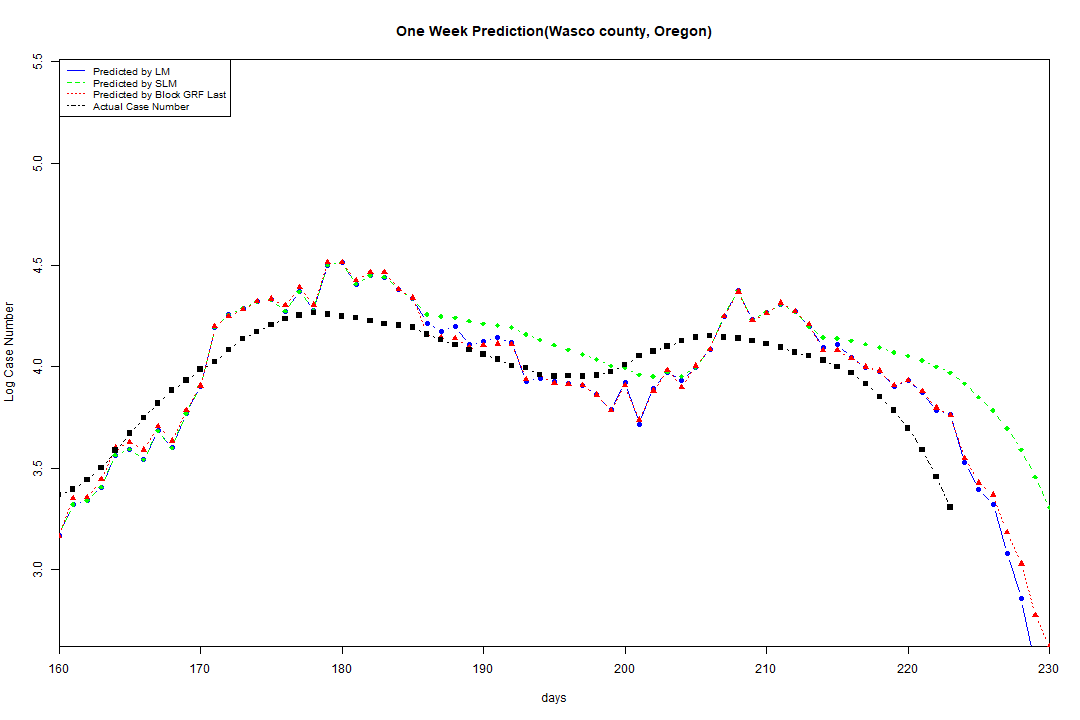 One Week Prediction(Wasco county, Oregon)
Predicted by LM
Predicted by SLM
Predicted by Block GRF Last
Actual Case Number
5.5
5.0
4.5
4.0
3.5
3.0
Log Case Number
160 170 180 190 200 210 220 230
days